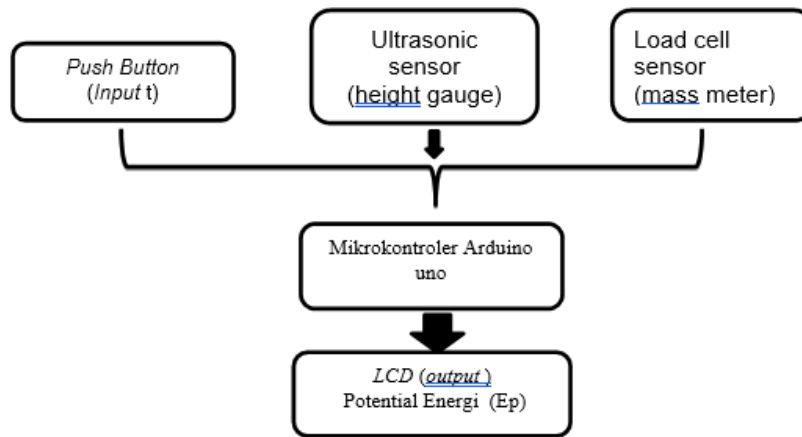 Push Button
(Input t)
Ultrasonic
sensor
(height gauge)
Load cell
sensor
(mass meter)
Mikrokontroler Arduino
uno
LCD (output )
Potential Energi (Ep)